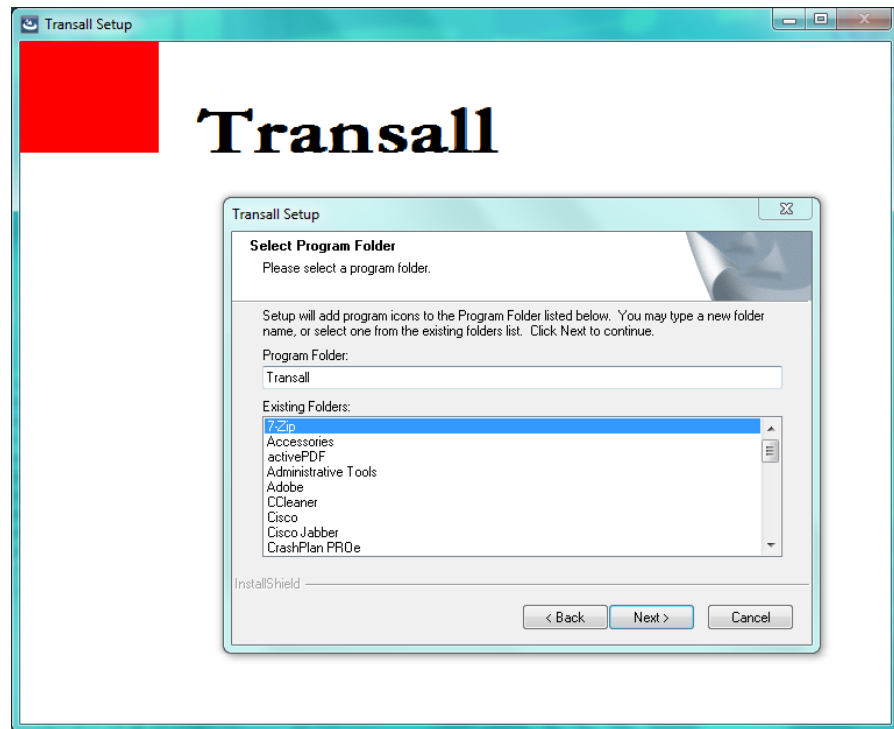 Transall Setup
Transall
Transall Setup
Select Program Folder
Please select a program folder.
Setup will add program icons to the Program Folder listed below.  You may type a new folder
name, or select one from the existing folders list.  Click Next to continue.
Program Folder:
Transall
Existing Folders:
7-Zip
Accessories
activePDF
Administrative Tools
Adobe
CCleaner
Cisco
Cisco Jabber
CrashPlan PROe
InstallShield
< Back
Next >
Cancel